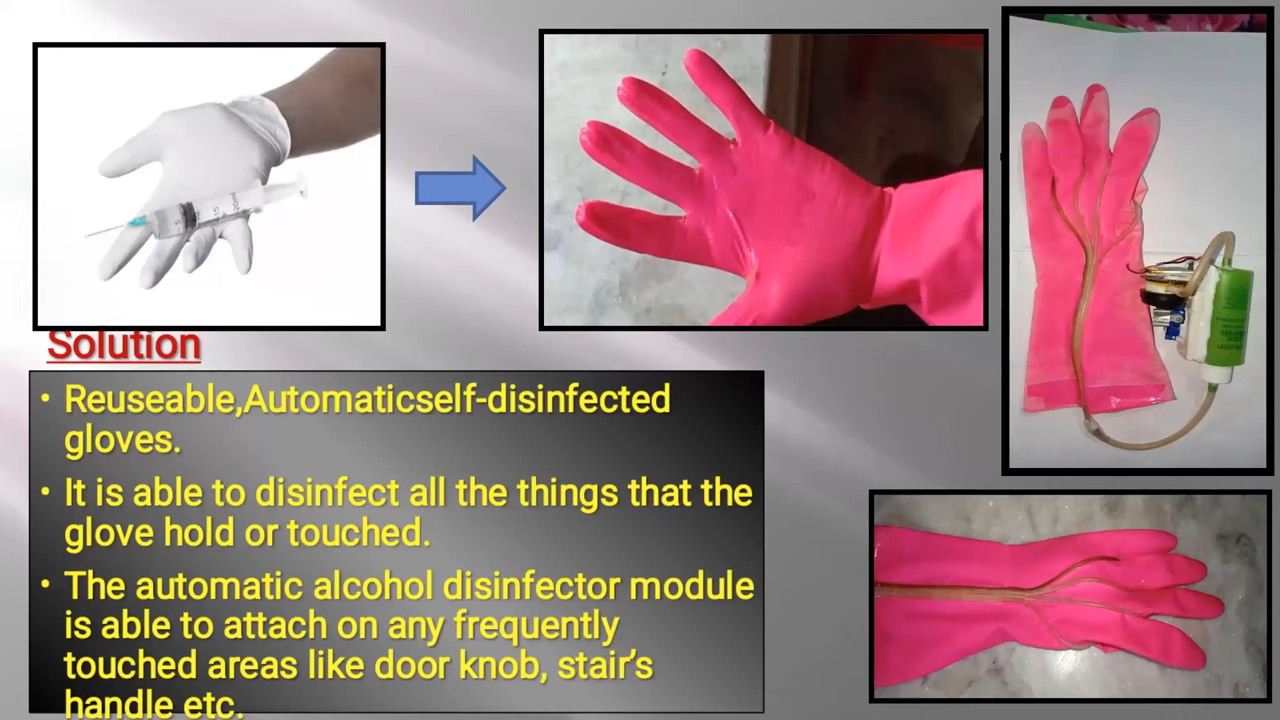 Solution
• Reuseable,Automaticself-disinfected
gloves.
• It is able to disinfect all the things that the
glove hold or touched.
• The automatic alcohol disinfector module
is able to attach on any frequently
touched areas like door knob, stair's
handle etc.